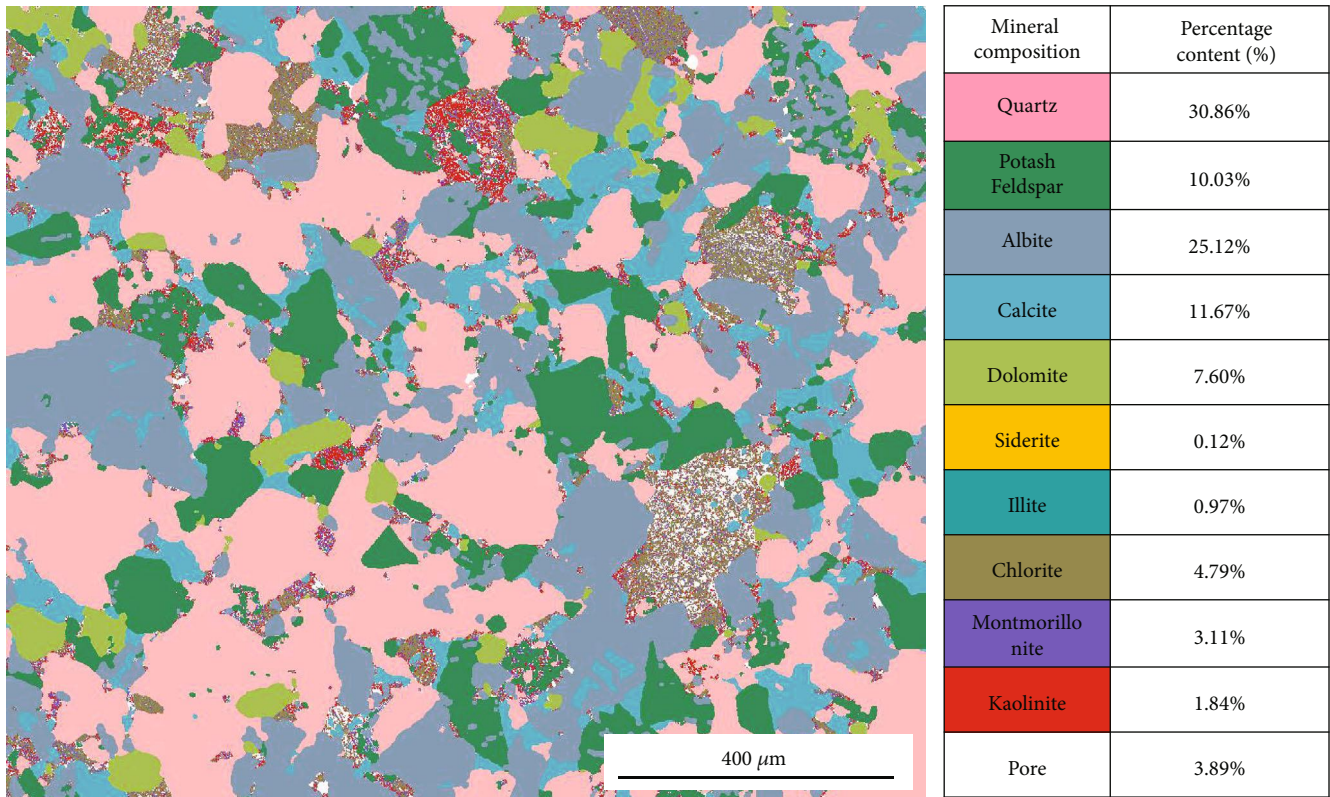 Mineral
composition
Percentage
content (%)
Quartz
30.86%
Potash
Feldspar
10.03%
Albite
25.12%
Calcite
11.67%
Dolomite
7.60%
Siderite
0.12%
Illite
0.97%
Chlorite
4.79%
Montmorillo
nite
3.11%
Kaolinite
1.84%
Pore
3.89%
400 μm